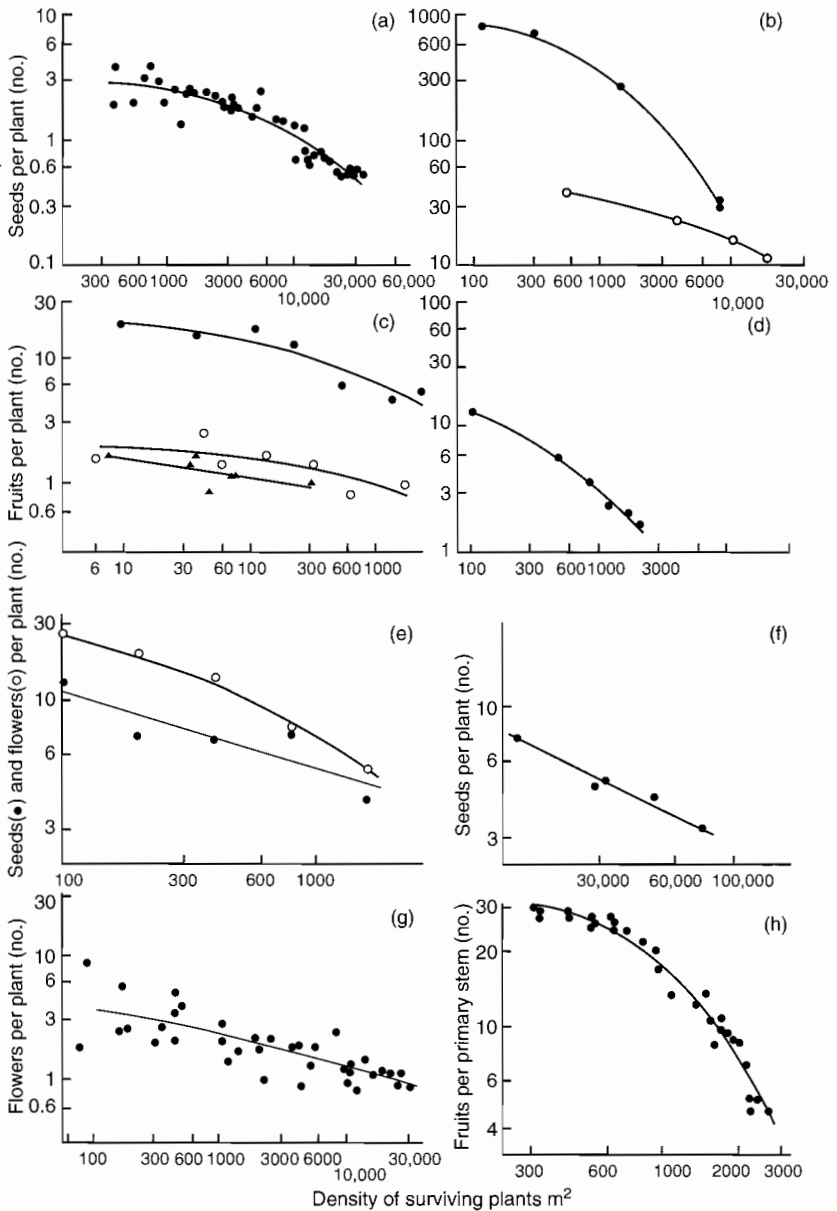 (a)
Seeds per plant (no.)
10
6
3
1
0.6
0.3
0.1
300 600 1000 3000 6000 30,000 60,000
10,000
(b)
1000
600
300
100
60
30
10
100 300 1000 3000 6000 30,000
10,000
(c)
Fruits per plant (no.)
30
10
6
3
1
0.6
6 10 30 60 100 300 600 1000
(d)
100
60
30
10
6
3
1
100 300 600 1000 3000
(e)
Seeds(●) and flowers(○) per plant (no.)
30
10
6
3
100 300 600 1000
(f)
Seeds per plant (no.)
10
6
3
30,000 60,000 100,000
(g)
Flowers per plant (no.)
30
10
6
3
1
0.6
100 300 600 1000 3000 6000 30,000
10,000
(h)
Fruits per primary stem (no.)
30
20
10
6
4
300 600 1000 2000 3000
Density of surviving plants m²